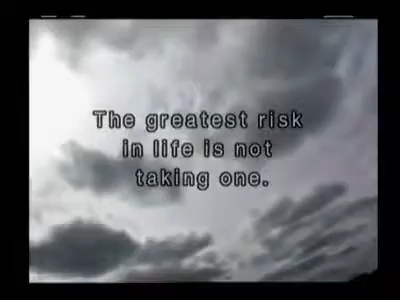 The greatest risk
in life is not
taking one.